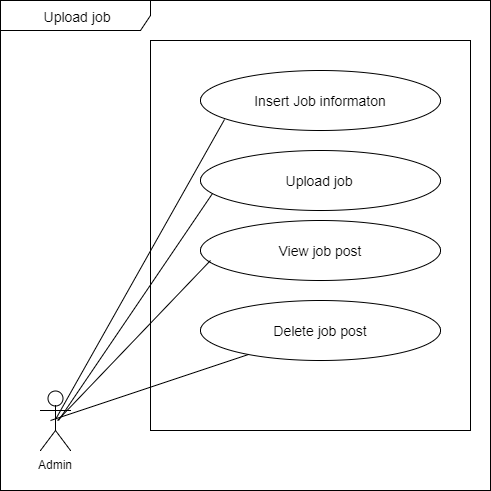 Upload job
Insert Job informaton
Upload job
View job post
Delete job post
Admin